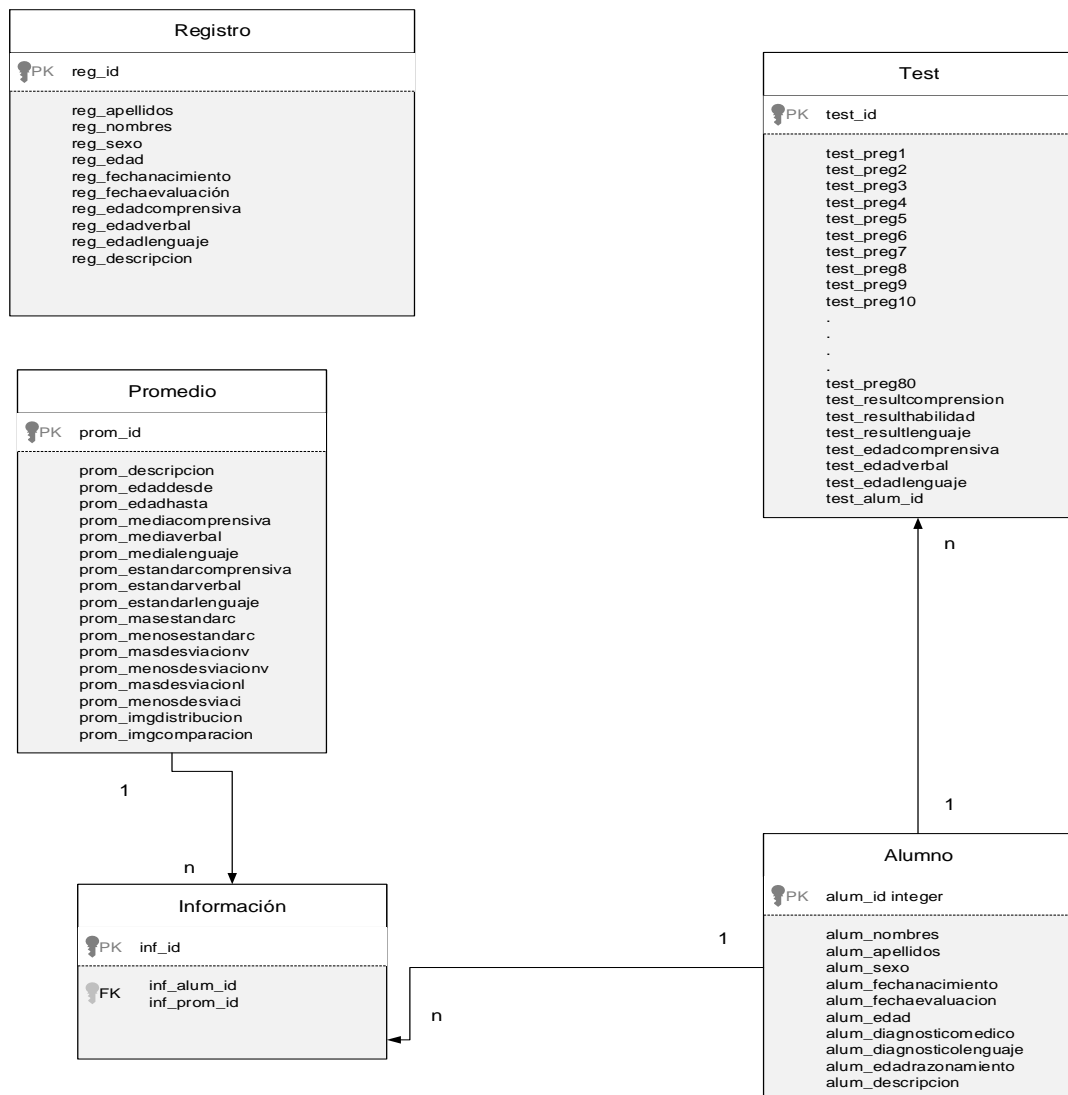 Registro
PK reg_id
reg_apellidos
reg_nombres
reg_sexo
reg_edad
reg_fechanacimiento
reg_fechaevaluación
reg_edadcomprensiva
reg_edadverbal
reg_edadlenguaje
reg_descripcion
Test
PK test_id
test_preg1
test_preg2
test_preg3
test_preg4
test_preg5
test_preg6
test_preg7
test_preg8
test_preg9
test_preg10
.
.
.
.
test_preg80
test_resultcomprension
test_resulthabilidad
test_resultlenguaje
test_edadcomprensiva
test_edadverbal
test_edadlenguaje
test_alum_id
Promedio
PK prom_id
prom_descripcion
prom_edaddesde
prom_edadhasta
prom_mediacomprensiva
prom_mediaverbal
prom_medialenguaje
prom_estandarcomprensiva
prom_estandarverbal
prom_estandarlenguaje
prom_masestandarc
prom_menosestandarc
prom_masdesviacionv
prom_menosdesviacionv
prom_masdesviacionl
prom_menosdesviaci
prom_imgdistribucion
prom_imgcomparacion
1
n
n
1
Información
PK inf_id
FK inf_alum_id
inf_prom_id
1
n
Alumno
PK alum_id integer
alum_nombres
alum_apellidos
alum_sexo
alum_fechanacimiento
alum_fechaevaluacion
alum_edad
alum_diagnosticomedico
alum_diagnosticolenguaje
alum_edadrazonamiento
alum_descripcion